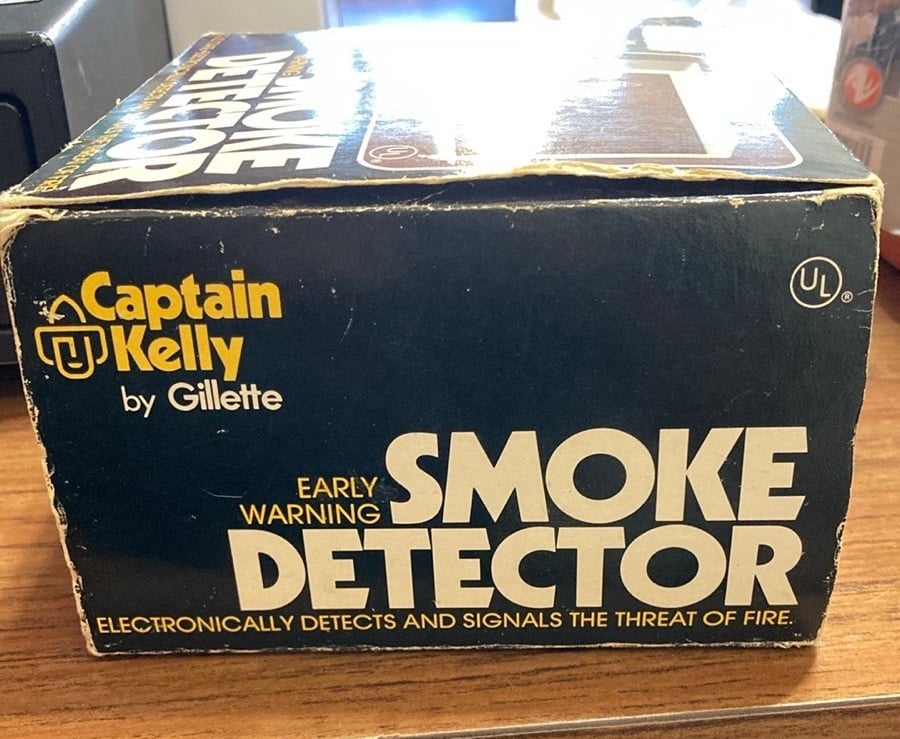 SMOKE
DETECTOR
Captain
Kelly
by Gillette
UL®
EARLY
WARNING
SMOKE
DETECTOR
ELECTRONICALLY DETECTS AND SIGNALS THE THREAT OF FIRE.